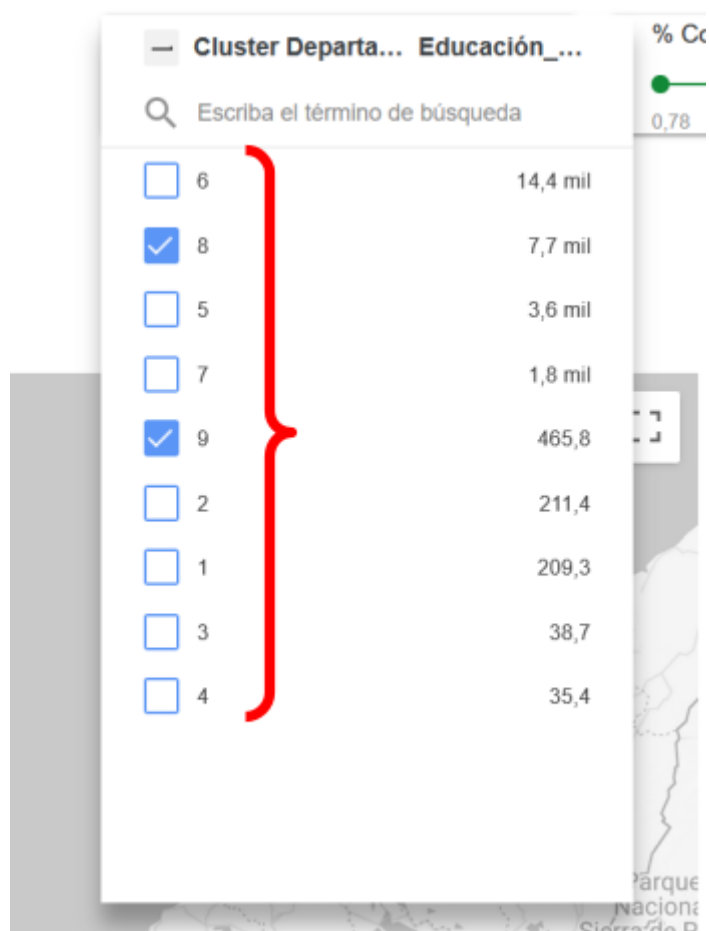 Cluster Departa... Educación_...
% Co
Escriba el término de búsqueda
0,78
6 14,4 mil
8 7,7 mil
5 3,6 mil
7 1,8 mil
9 465,8
2 211,4
1 209,3
3 38,7
4 35,4
Parque
Naciona